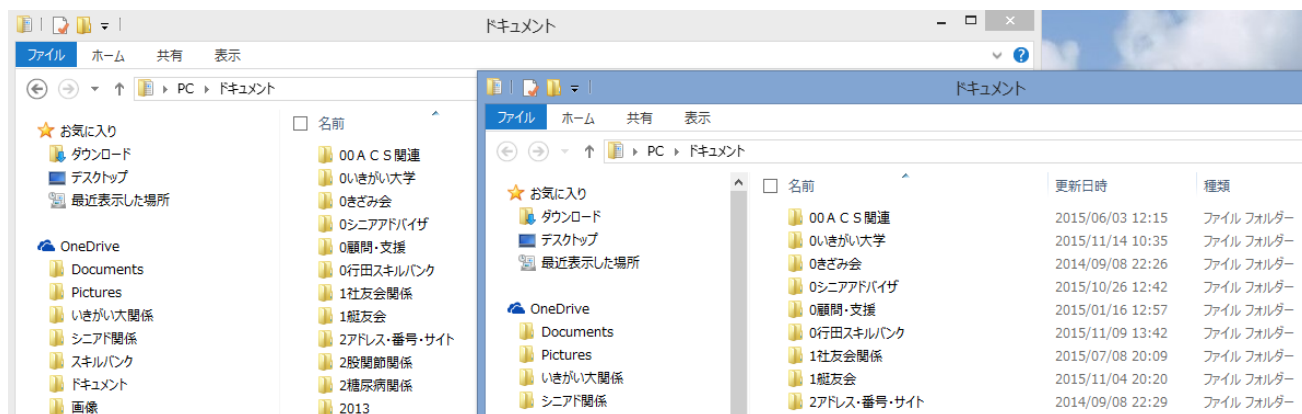 ドキュメント
ファイル ホーム 共有 表示
PC ドキュメント
お気に入り
ダウンロード
デスクトップ
最近表示した場所
OneDrive
Documents
Pictures
いきがい大関係
シニアド関係
スキルバンク
ドキュメント
画像
名前
00ACS関連
0いきがい大学
0きざみ会
0シニアアドバイザ
0顧問・支援
0行田スキルバンク
1社友会関係
1艇友会
2アドレス・番号・サイト
2股関節関係
2糖尿病関係
2013
ドキュメント
ファイル ホーム 共有 表示
PC ドキュメント
お気に入り
ダウンロード
デスクトップ
最近表示した場所
OneDrive
Documents
Pictures
いきがい大関係
シニアド関係
名前 更新日時 種類
00ACS関連 2015/06/03 12:15 ファイル フォルダー
0いきがい大学 2015/11/14 10:35 ファイル フォルダー
0きざみ会 2014/09/08 22:26 ファイル フォルダー
0シニアアドバイザ 2015/10/26 12:42 ファイル フォルダー
0顧問・支援 2015/01/16 12:57 ファイル フォルダー
0行田スキルバンク 2015/11/09 13:42 ファイル フォルダー
1社友会関係 2015/07/08 20:09 ファイル フォルダー
1艇友会 2015/11/04 20:20 ファイル フォルダー
2アドレス・番号・サイト 2014/09/08 22:29 ファイル フォルダー